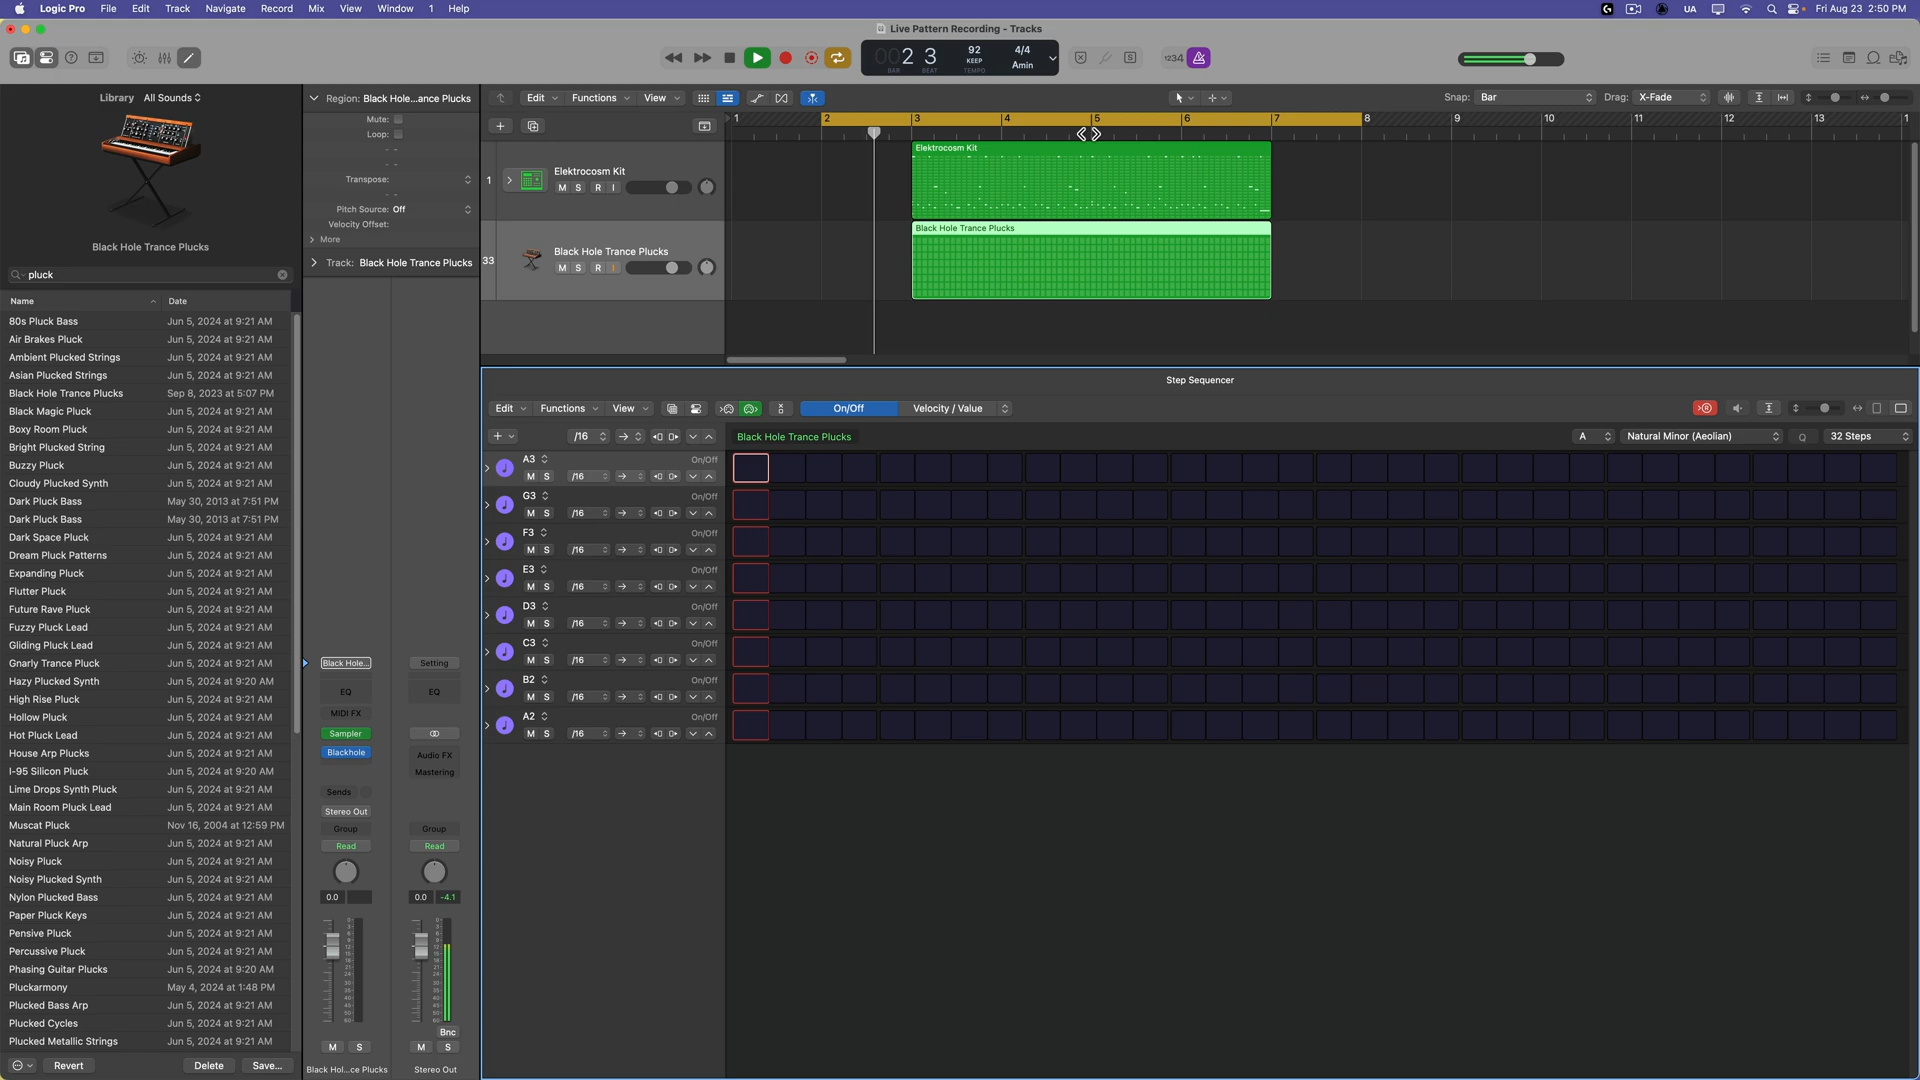 Logic Pro File Edit Track Navigate Record Mix View Window 1 Help
UA Fri Aug 23 2:50 PM
Live Pattern Recording - Tracks
002 3 92 4/4
KEEP Amin
BAR BEAT TEMPO
1234
Library All Sounds
Region: Black Hole...ance Plucks
Edit Functions View
Snap: Bar Drag: X-Fade
Mute:
Loop:
1 2 3 4 5 6 7 8 9 10 11 12 13 1
Transpose:
Pitch Source: Off
Velocity Offset:
More
Track: Black Hole Trance Plucks
1 Elektrocosm Kit
M S R I
Elektrocosm Kit
33 Black Hole Trance Plucks
M S R I
Black Hole Trance Plucks
Black Hole Trance Plucks
pluck
Name Date
80s Pluck Bass Jun 5, 2024 at 9:21 AM
Air Brakes Pluck Jun 5, 2024 at 9:21 AM
Ambient Plucked Strings Jun 5, 2024 at 9:21 AM
Asian Plucked Strings Jun 5, 2024 at 9:21 AM
Black Hole Trance Plucks Sep 8, 2023 at 5:07 PM
Black Magic Pluck Jun 5, 2024 at 9:21 AM
Boxy Room Pluck Jun 5, 2024 at 9:21 AM
Bright Plucked String Jun 5, 2024 at 9:21 AM
Buzzy Pluck Jun 5, 2024 at 9:21 AM
Cloudy Plucked Synth Jun 5, 2024 at 9:21 AM
Dark Pluck Bass May 30, 2013 at 7:51 PM
Dark Pluck Bass May 30, 2013 at 7:51 PM
Dark Space Pluck Jun 5, 2024 at 9:21 AM
Dream Pluck Patterns Jun 5, 2024 at 9:21 AM
Expanding Pluck Jun 5, 2024 at 9:21 AM
Flutter Pluck Jun 5, 2024 at 9:21 AM
Future Rave Pluck Jun 5, 2024 at 9:21 AM
Fuzzy Pluck Lead Jun 5, 2024 at 9:21 AM
Gliding Pluck Lead Jun 5, 2024 at 9:21 AM
Gnarly Trance Pluck Jun 5, 2024 at 9:21 AM
Hazy Plucked Synth Jun 5, 2024 at 9:20 AM
High Rise Pluck Jun 5, 2024 at 9:21 AM
Hollow Pluck Jun 5, 2024 at 9:21 AM
Hot Pluck Lead Jun 5, 2024 at 9:21 AM
House Arp Plucks Jun 5, 2024 at 9:21 AM
I-95 Silicon Pluck Jun 5, 2024 at 9:20 AM
Lime Drops Synth Pluck Jun 5, 2024 at 9:21 AM
Main Room Pluck Lead Jun 5, 2024 at 9:21 AM
Muscat Pluck Nov 16, 2004 at 12:59 PM
Natural Pluck Arp Jun 5, 2024 at 9:21 AM
Noisy Pluck Jun 5, 2024 at 9:21 AM
Noisy Plucked Synth Jun 5, 2024 at 9:21 AM
Nylon Plucked Bass Jun 5, 2024 at 9:21 AM
Paper Pluck Keys Jun 5, 2024 at 9:21 AM
Pensive Pluck Jun 5, 2024 at 9:21 AM
Percussive Pluck Jun 5, 2024 at 9:21 AM
Phasing Guitar Plucks Jun 5, 2024 at 9:20 AM
Pluckarmony May 4, 2024 at 1:48 PM
Plucked Bass Arp Jun 5, 2024 at 9:21 AM
Plucked Cycles Jun 5, 2024 at 9:21 AM
Plucked Metallic Strings Jun 5, 2024 at 9:21 AM
Revert Delete Save...
Black Hole... Setting
EQ EQ
MIDI FX
Sampler
Blackhole Audio FX
Mastering
Sends
Stereo Out
Group Group
Read Read
0.0 0.0 -4.1
Bnc
M S M S
Black Hol...ce Plucks Stereo Out
Step Sequencer
Edit Functions View On/Off Velocity / Value
/16 Black Hole Trance Plucks A Natural Minor (Aeolian) 32 Steps
A3 On/Off
M S /16
G3 On/Off
M S /16
F3 On/Off
M S /16
E3 On/Off
M S /16
D3 On/Off
M S /16
C3 On/Off
M S /16
B2 On/Off
M S /16
A2 On/Off
M S /16